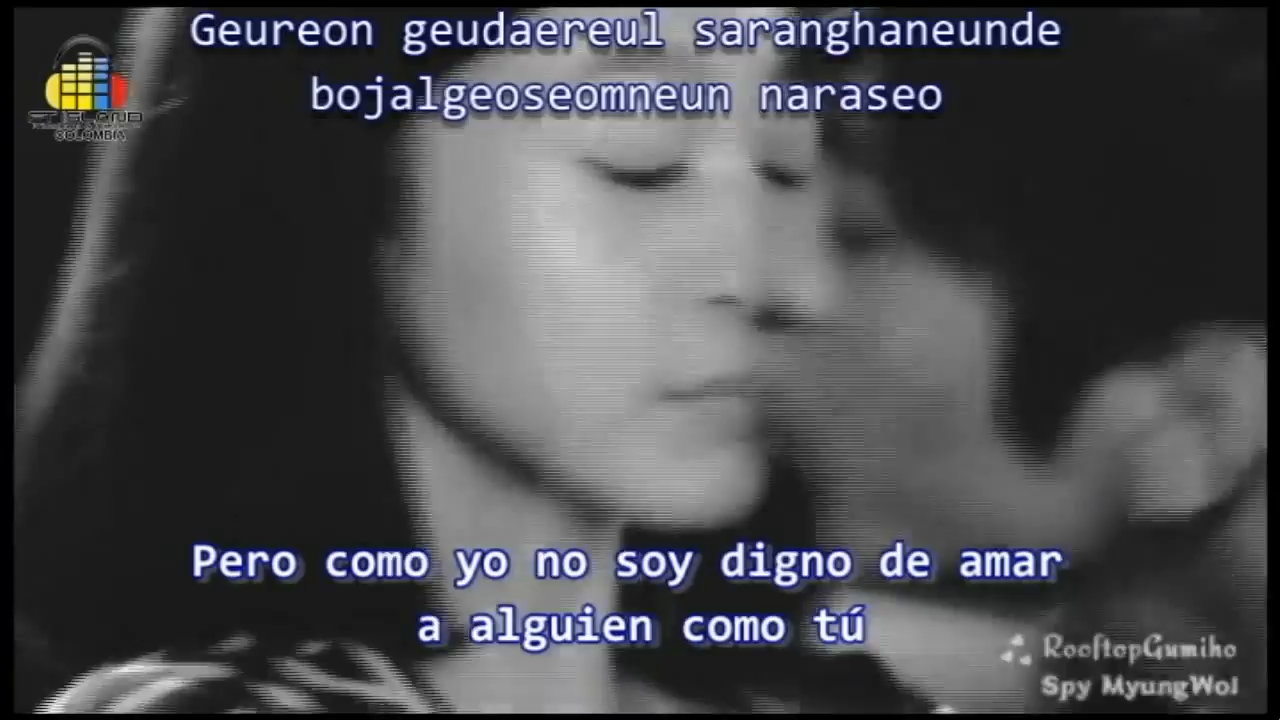 Geureon geudaereul saranghaneunde
bojalgeoseomneun naraseo
FTISLAND
COLOMBIA
Pero como yo no soy digno de amar
a alguien como tú
RooftopGumiho
Spy MyungWol